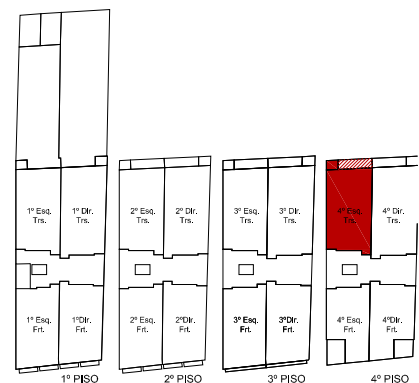 1º Esq. 1º Dir.
Trs. Trs.
2º Esq. 2º Dir.
Trs. Trs.
3º Esq. 3º Dir.
Trs. Trs.
4º Esq. 4º Dir.
Trs. Trs.
1º Esq. 1ºDir.
Frt. Frt.
2º Esq. 2ºDir.
Frt. Frt.
3º Esq. 3ºDir.
Frt. Frt.
4º Esq. 4ºDir.
Frt. Frt.
1º PISO
2º PISO
3º PISO
4º PISO